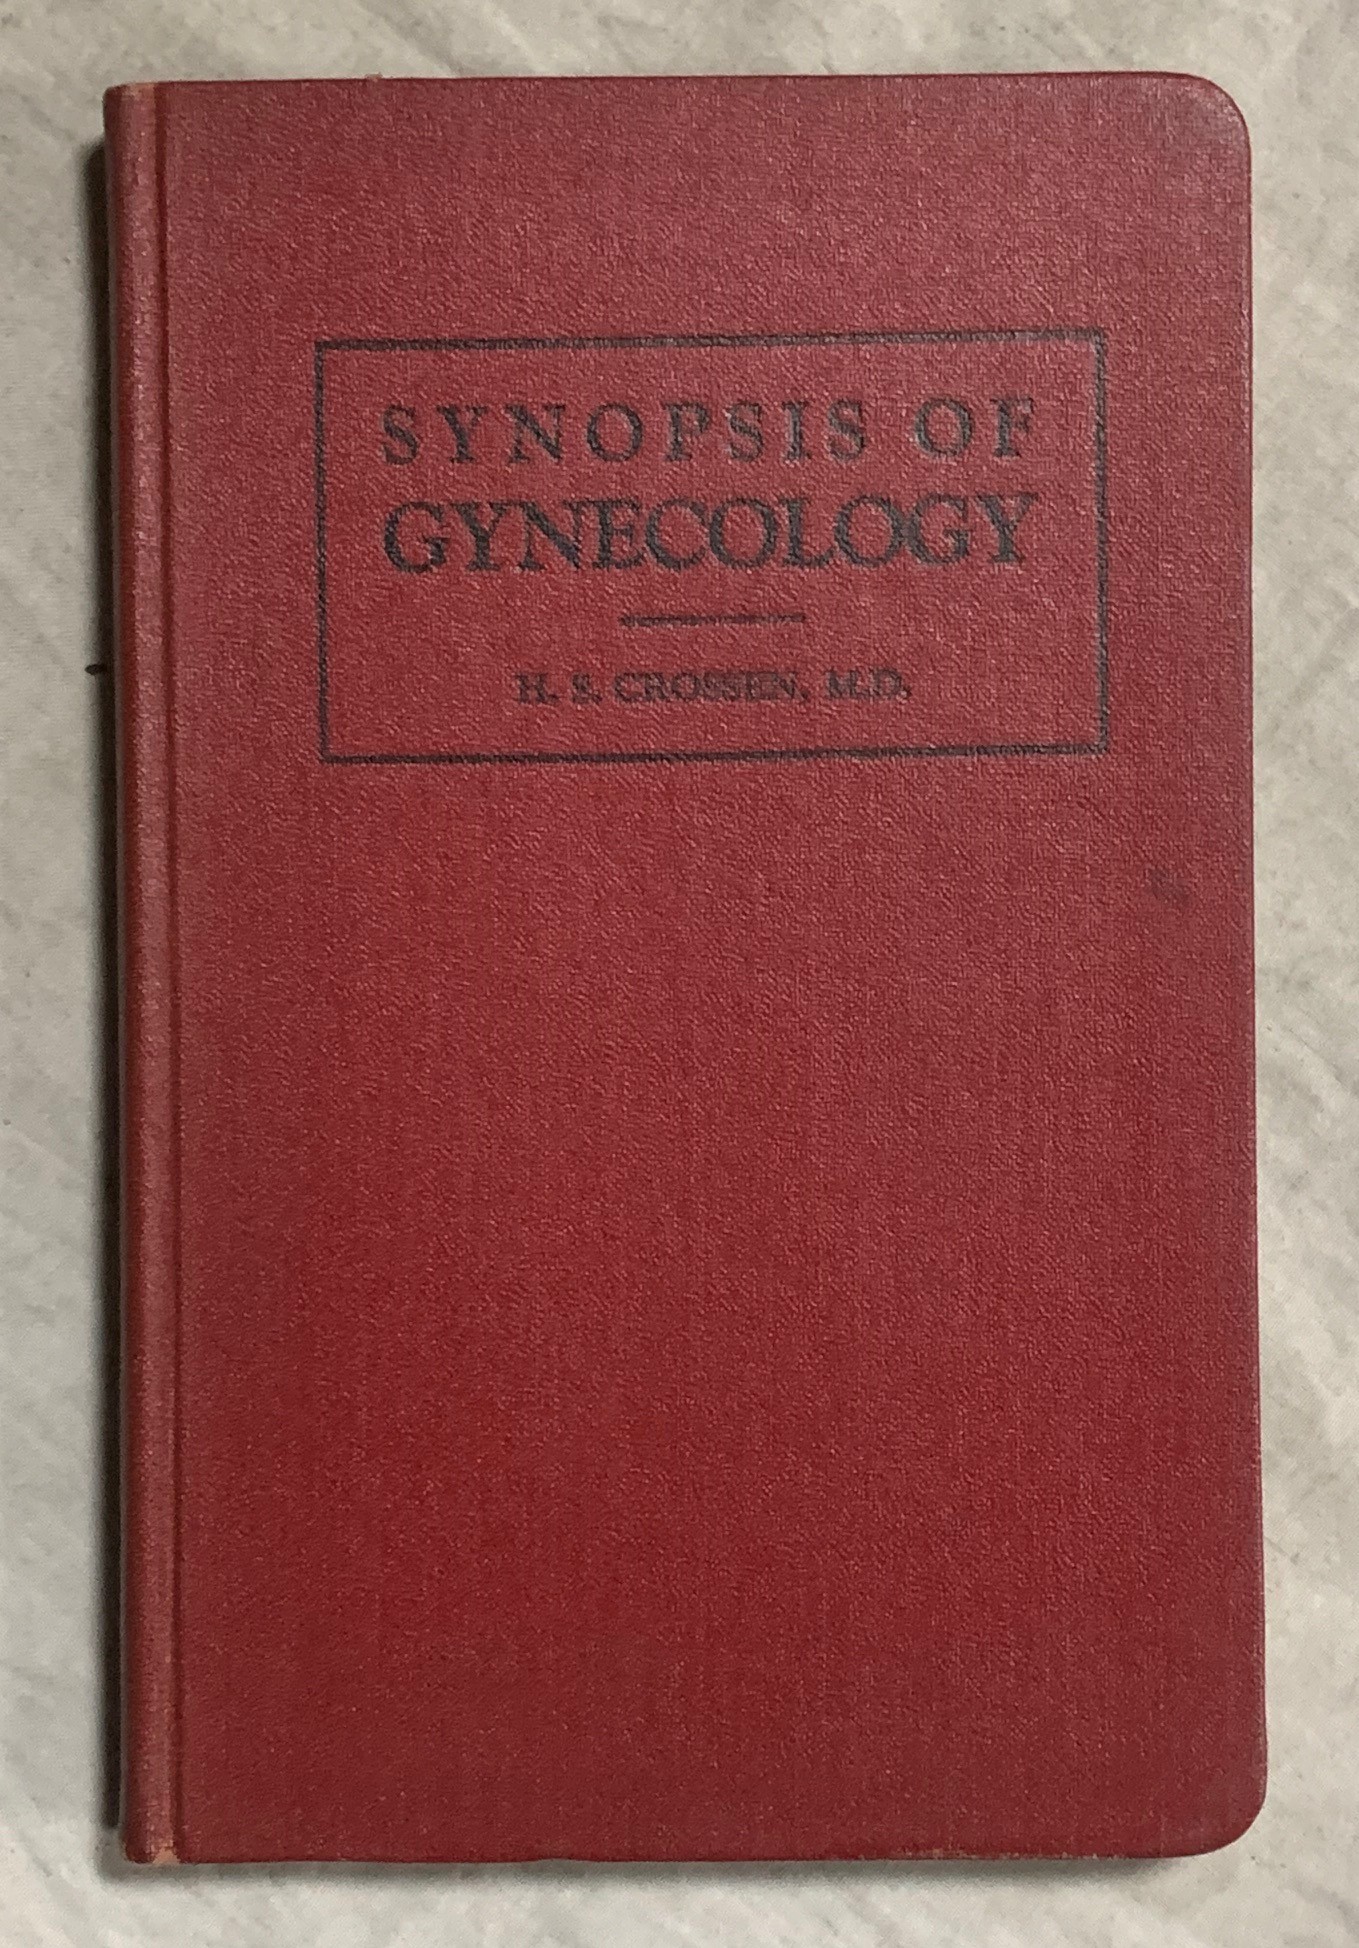 SYNOPSIS OF
GYNECOLOGY
H. S. CROSSEN, M.D.